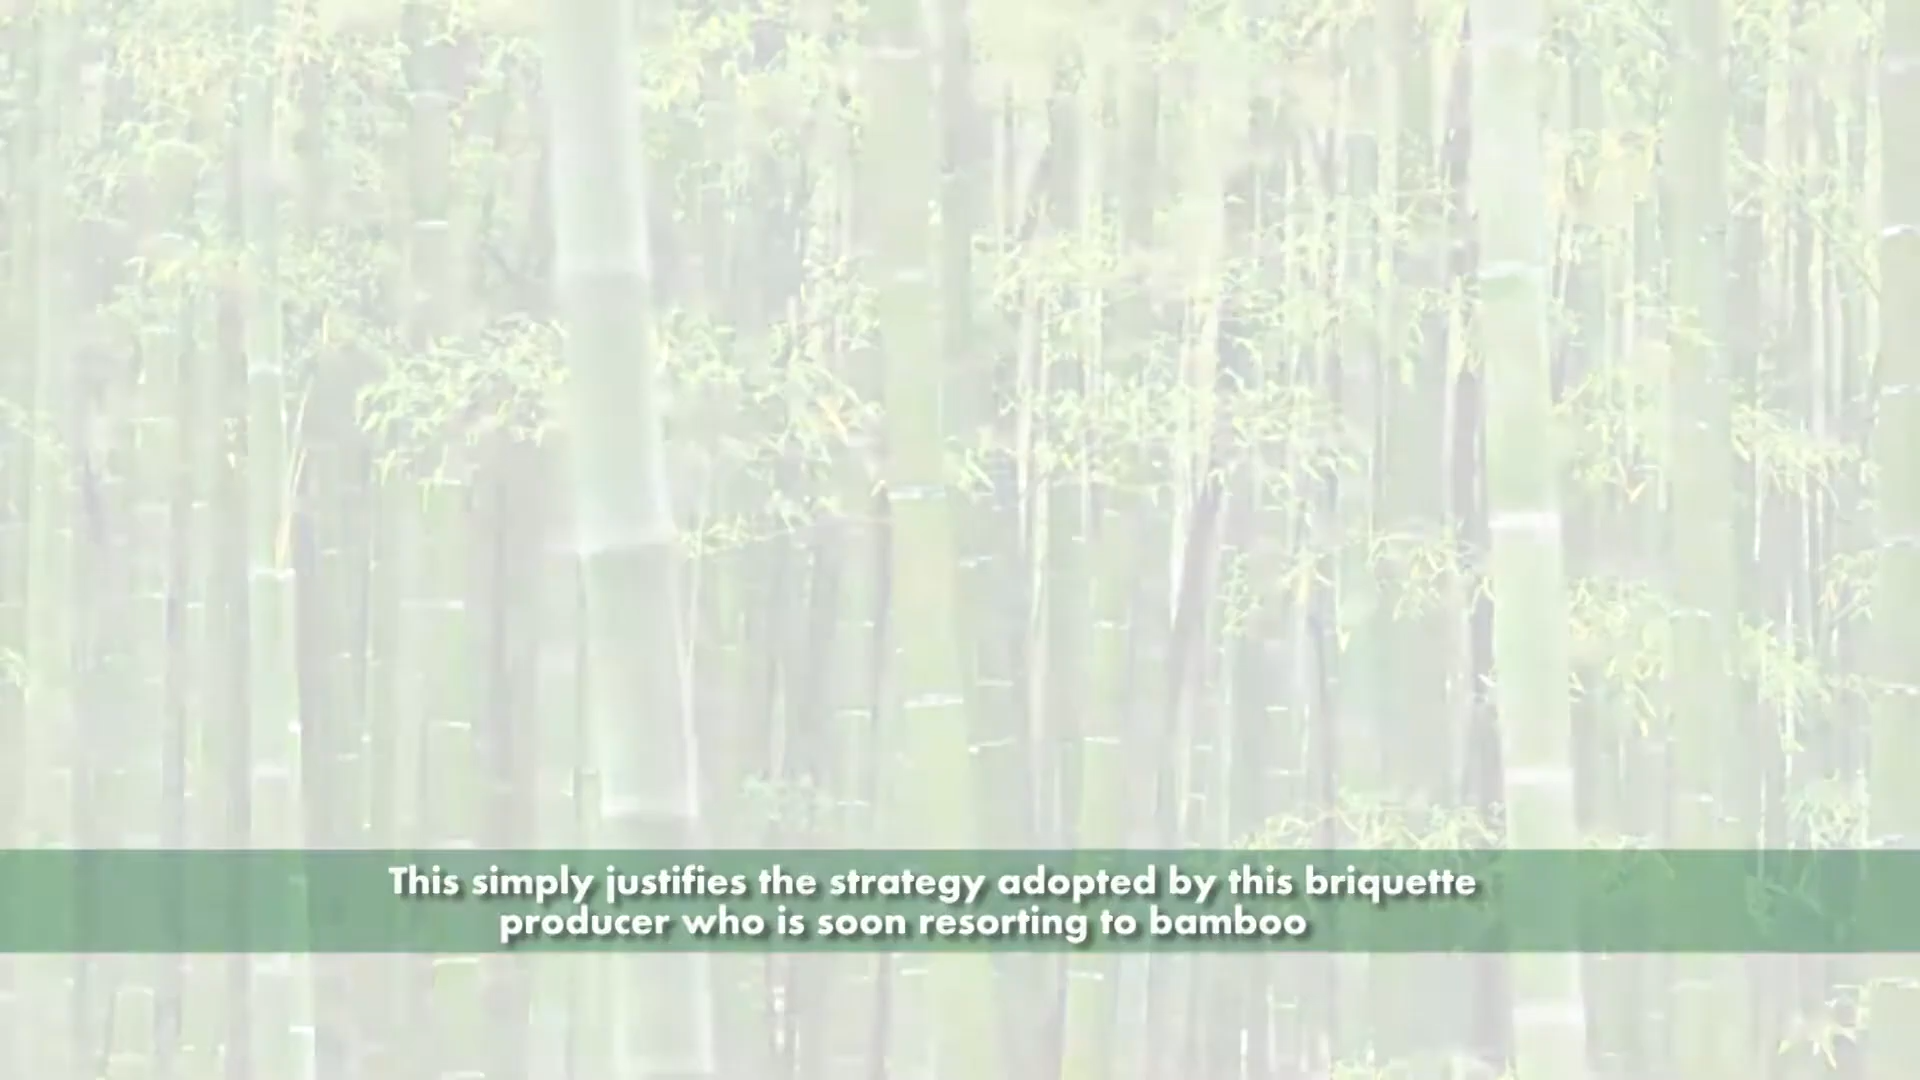 This simply justifies the strategy adopted by this briquette
producer who is soon resorting to bamboo